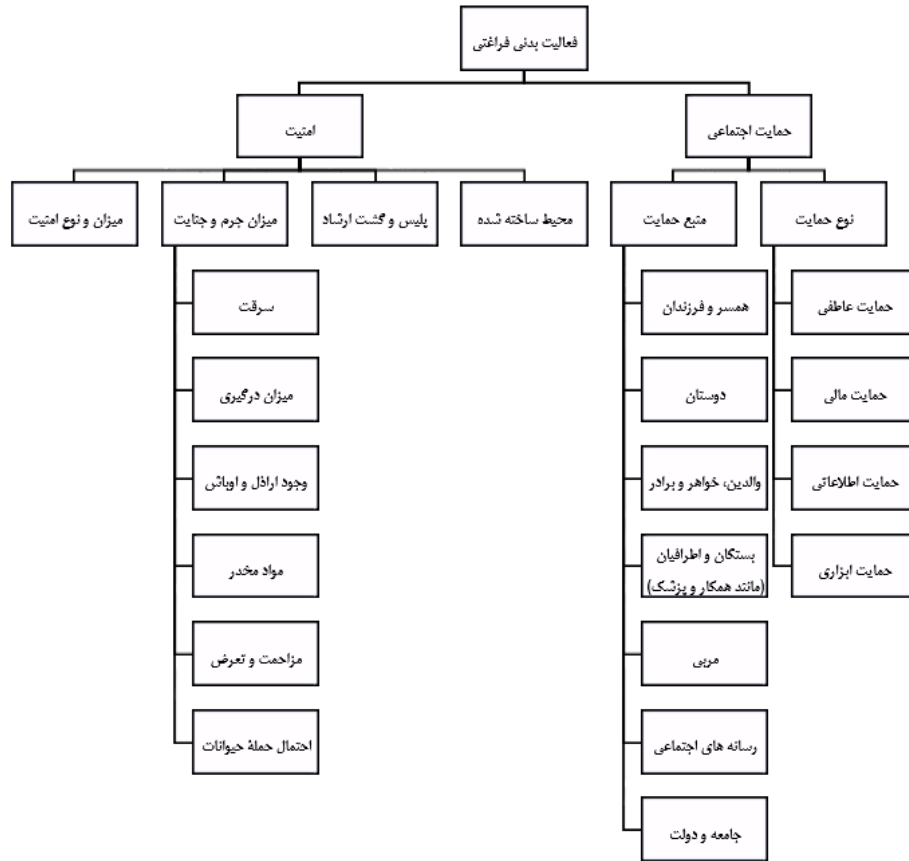 فعالیت بدنی فراغتی
حمایت اجتماعی
امنیت
نوع حمایت
منبع حمایت
محیط ساخته شده
پلیس و گشت ارشاد
میزان جرم و جنایت
میزان و نوع امنیت
حمایت عاطفی
همسر و فرزندان
سرقت
حمایت مالی
دوستان
میزان درگیری
حمایت اطلاعاتی
والدین، خواهر و برادر
وجود اراذل و اوباش
حمایت ابزاری
بستگان و اطرافیان
(مانند همکار و پزشک)
مواد مخدر
مربی
مزاحمت و تعرض
رسانه های اجتماعی
احتمال حملۀ حیوانات
جامعه و دولت